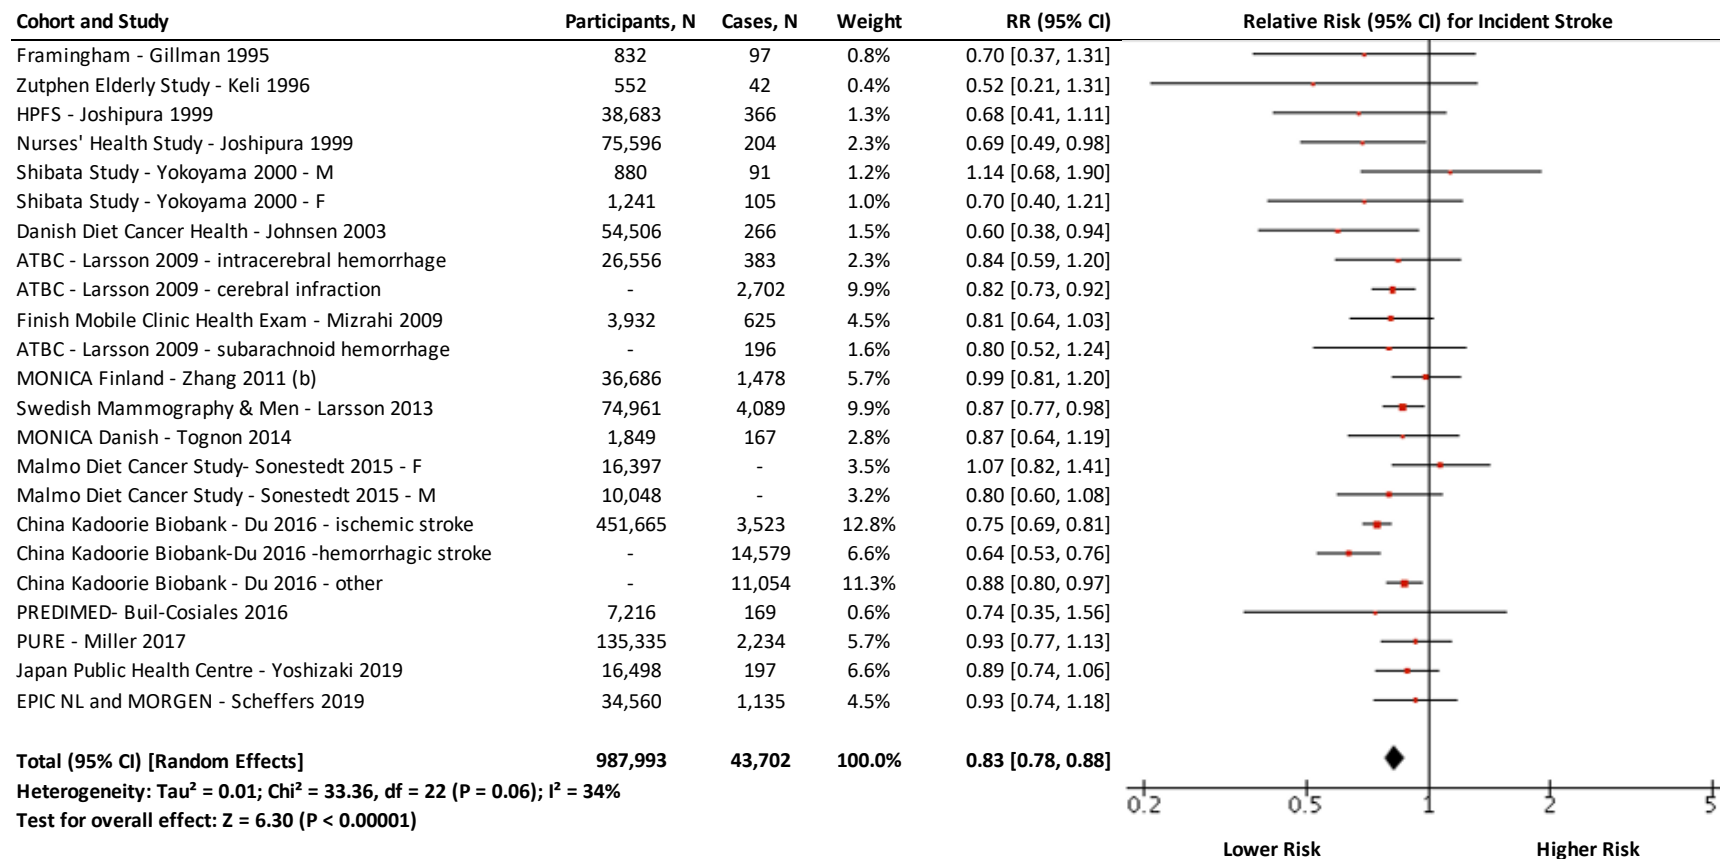 Cohort and Study Participants, N Cases, N Weight RR (95% CI) Relative Risk (95% CI) for Incident Stroke
Framingham - Gillman 1995 832 97 0.8% 0.70 [0.37, 1.31]
Zutphen Elderly Study - Keli 1996 552 42 0.4% 0.52 [0.21, 1.31]
HPFS - Joshipura 1999 38,683 366 1.3% 0.68 [0.41, 1.11]
Nurses' Health Study - Joshipura 1999 75,596 204 2.3% 0.69 [0.49, 0.98]
Shibata Study - Yokoyama 2000 - M 880 91 1.2% 1.14 [0.68, 1.90]
Shibata Study - Yokoyama 2000 - F 1,241 105 1.0% 0.70 [0.40, 1.21]
Danish Diet Cancer Health - Johnsen 2003 54,506 266 1.5% 0.60 [0.38, 0.94]
ATBC - Larsson 2009 - intracerebral hemorrhage 26,556 383 2.3% 0.84 [0.59, 1.20]
ATBC - Larsson 2009 - cerebral infraction - 2,702 9.9% 0.82 [0.73, 0.92]
Finish Mobile Clinic Health Exam - Mizrahi 2009 3,932 625 4.5% 0.81 [0.64, 1.03]
ATBC - Larsson 2009 - subarachnoid hemorrhage - 196 1.6% 0.80 [0.52, 1.24]
MONICA Finland - Zhang 2011 (b) 36,686 1,478 5.7% 0.99 [0.81, 1.20]
Swedish Mammography & Men - Larsson 2013 74,961 4,089 9.9% 0.87 [0.77, 0.98]
MONICA Danish - Tognon 2014 1,849 167 2.8% 0.87 [0.64, 1.19]
Malmo Diet Cancer Study- Sonestedt 2015 - F 16,397 - 3.5% 1.07 [0.82, 1.41]
Malmo Diet Cancer Study - Sonestedt 2015 - M 10,048 - 3.2% 0.80 [0.60, 1.08]
China Kadoorie Biobank - Du 2016 - ischemic stroke 451,665 3,523 12.8% 0.75 [0.69, 0.81]
China Kadoorie Biobank-Du 2016 -hemorrhagic stroke - 14,579 6.6% 0.64 [0.53, 0.76]
China Kadoorie Biobank - Du 2016 - other - 11,054 11.3% 0.88 [0.80, 0.97]
PREDIMED- Buil-Cosiales 2016 7,216 169 0.6% 0.74 [0.35, 1.56]
PURE - Miller 2017 135,335 2,234 5.7% 0.93 [0.77, 1.13]
Japan Public Health Centre - Yoshizaki 2019 16,498 197 6.6% 0.89 [0.74, 1.06]
EPIC NL and MORGEN - Scheffers 2019 34,560 1,135 4.5% 0.93 [0.74, 1.18]
Total (95% CI) [Random Effects] 987,993 43,702 100.0% 0.83 [0.78, 0.88]
Heterogeneity: Tau² = 0.01; Chi² = 33.36, df = 22 (P = 0.06); I² = 34%
0.2 0.5 1 2 5
Test for overall effect: Z = 6.30 (P < 0.00001)
Lower Risk Higher Risk